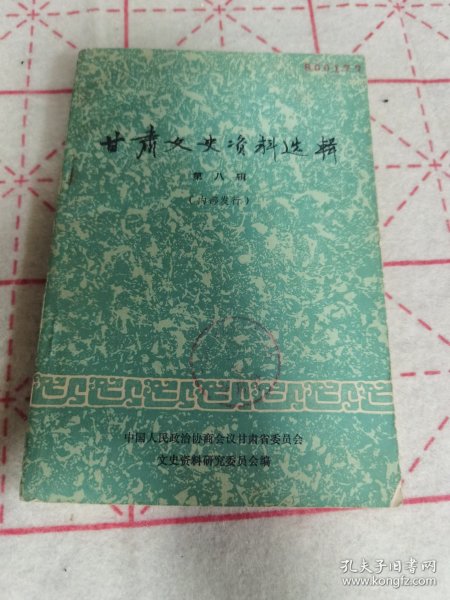 800177
甘肃文史资料选辑
第八辑
（内部发行）
中国人民政治协商会议甘肃省委员会
文史资料研究委员会编
孔夫子旧书网
www.kongfz.com